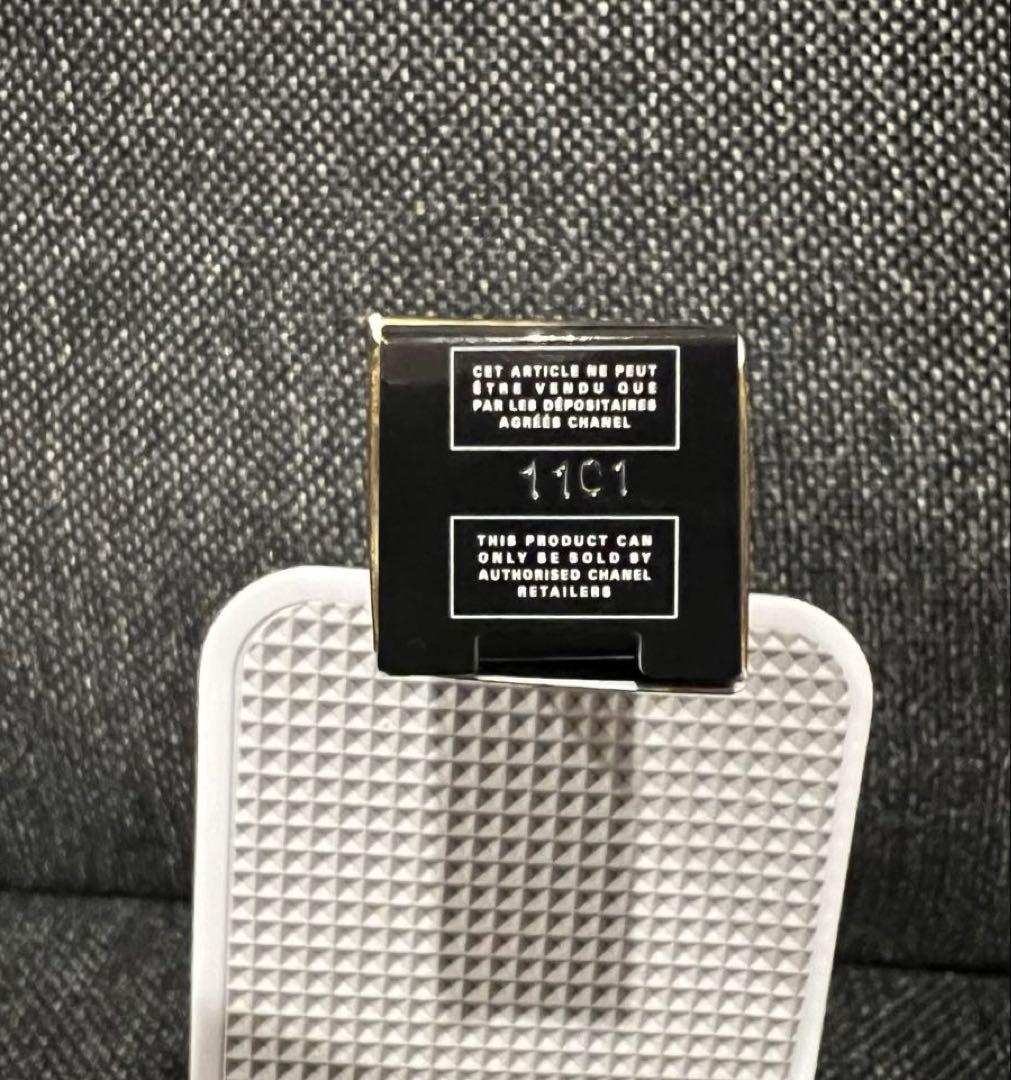 CET ARTICLE NE PEUT
ÊTRE VENDU QUE
PAR LES DÉPOSITAIRES
AGRÉÉS CHANEL
1101
THIS PRODUCT CAN
ONLY BE SOLD BY
AUTHORISED CHANEL
RETAILERS